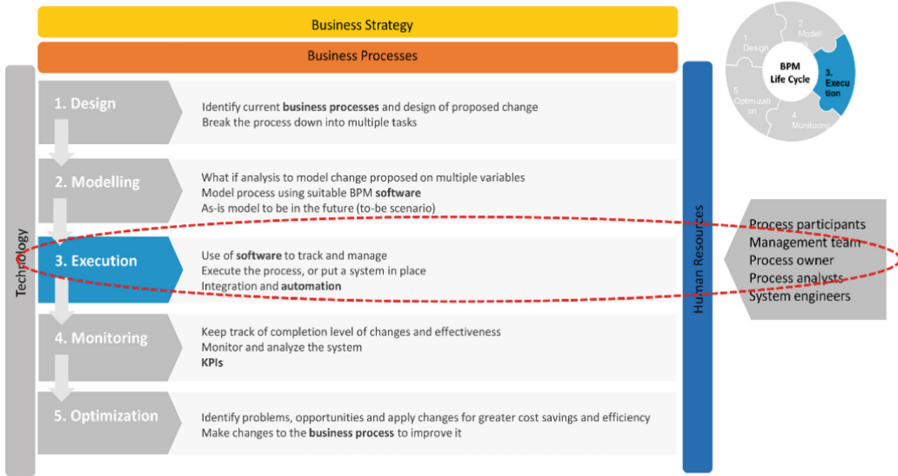 Business Strategy
Business Processes
Technology
1. Design
Identify current business processes and design of proposed change
Break the process down into multiple tasks
2. Modelling
What if analysis to model change proposed on multiple variables
Model process using suitable BPM software
As-is model to be in the future (to-be scenario)
3. Execution
Use of software to track and manage
Execute the process, or put a system in place
Integration and automation
4. Monitoring
Keep track of completion level of changes and effectiveness
Monitor and analyze the system
KPIs
5. Optimization
Identify problems, opportunities and apply changes for greater cost savings and efficiency
Make changes to the business process to improve it
Human Resources
BPM
Life Cycle
1.
Design
2.
Model-
3.
Execu
tion
4.
Monitoring
5.
Optimizati
on
Process participants
Management team
Process owner
Process analysts
System engineers